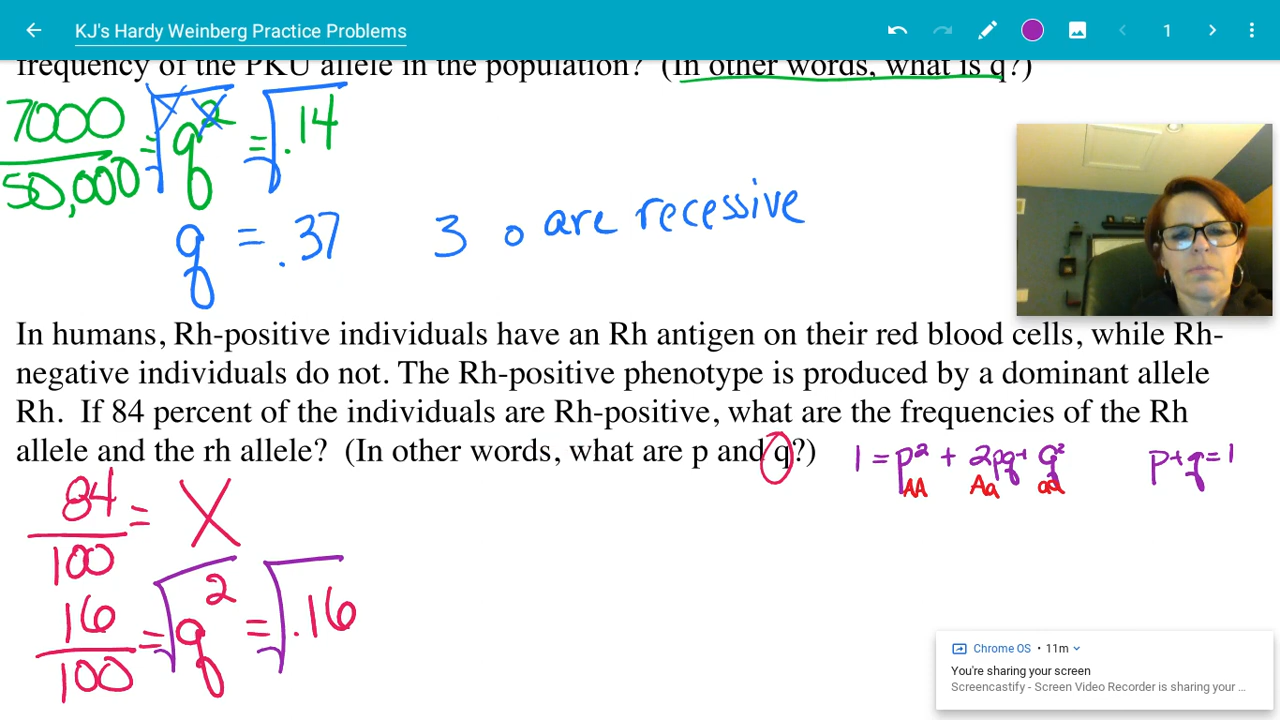 KJ's Hardy Weinberg Practice Problems
1
frequency of the PKU allele in the population? (In other words, what is q?)
7000
50,000
= q² = .14
q = .37 3 o are recessive
In humans, Rh-positive individuals have an Rh antigen on their red blood cells, while Rh-
negative individuals do not. The Rh-positive phenotype is produced by a dominant allele
Rh. If 84 percent of the individuals are Rh-positive, what are the frequencies of the Rh
allele and the rh allele? (In other words, what are p and q?)
1 = p² + 2pq + q² p+q=1
AA Aa aa
84
100
= X
16
100
= √q² = √.16
Chrome OS • 11m
You're sharing your screen
Screencastify - Screen Video Recorder is sharing your ...